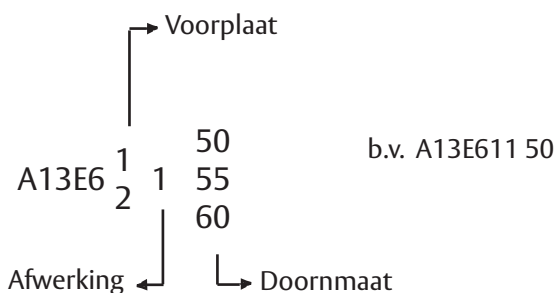 Voorplaat
50
1
A13E6 1 55
2
60
b.v. A13E611 50
Afwerking
Doornmaat